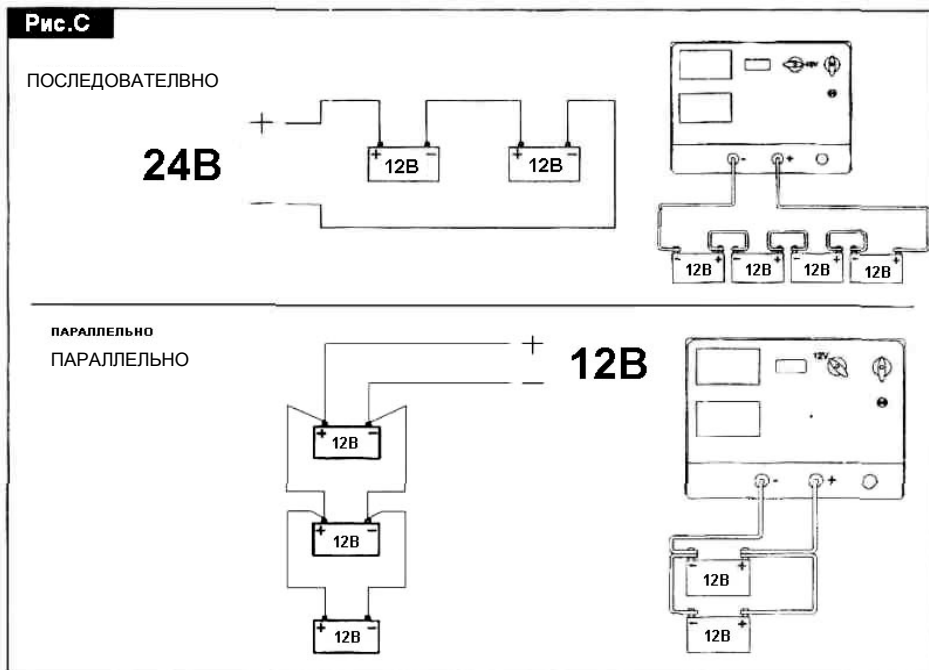 Рис.С
ПОСЛЕДОВАТЕЛВНО
+
24В
−
+ 12В −
+ 12В −
- +
- 12В +
- 12В +
- 12В +
- 12В +
ПАРАЛЛЕЛЬНО
ПАРАЛЛЕЛЬНО
+
12В
−
+ 12В −
+ 12В −
+ 12В −
12V
- +
- 12В +
- 12В +